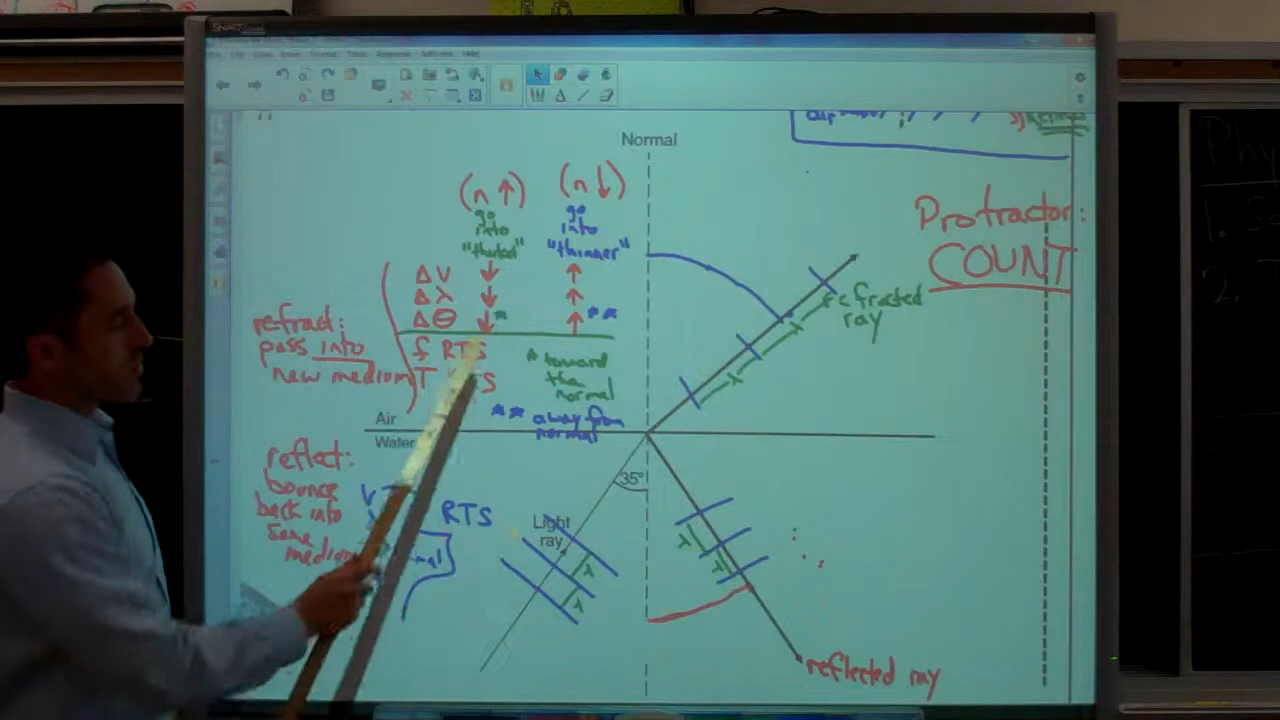 Normal
(n ↑) (n ↓)
go go
into into
"thicker" "thinner"
ΔV ↓ ↑
Δλ ↓ ↑
Δθ ↓* ↑**
f RTS
T
* toward
the
normal
** away from
normal
refract:
pass into
new medium
Air
Water
reflect:
bounce
back into
same
medium
RTS
35°
Light
ray
λ
λ
λ
λ
λ
λ
refracted
ray
reflected ray
Protractor:
COUNT
1.
2.